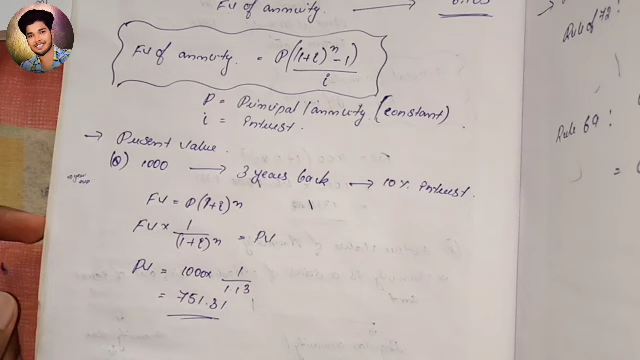 FV of annuity.
Rule of 72 :
FV of annuity. = P((1+i)^n - 1) / i
P = Principal/annuity (constant).
i = interest.
Rule 69 :
→ Present value.
(Q) 1000 → 3 years back → 10% interest.
FV = P(1+i)^n
FV × 1/(1+i)^n = PV
PV = 1000 × 1/1.1^3
= 751.31